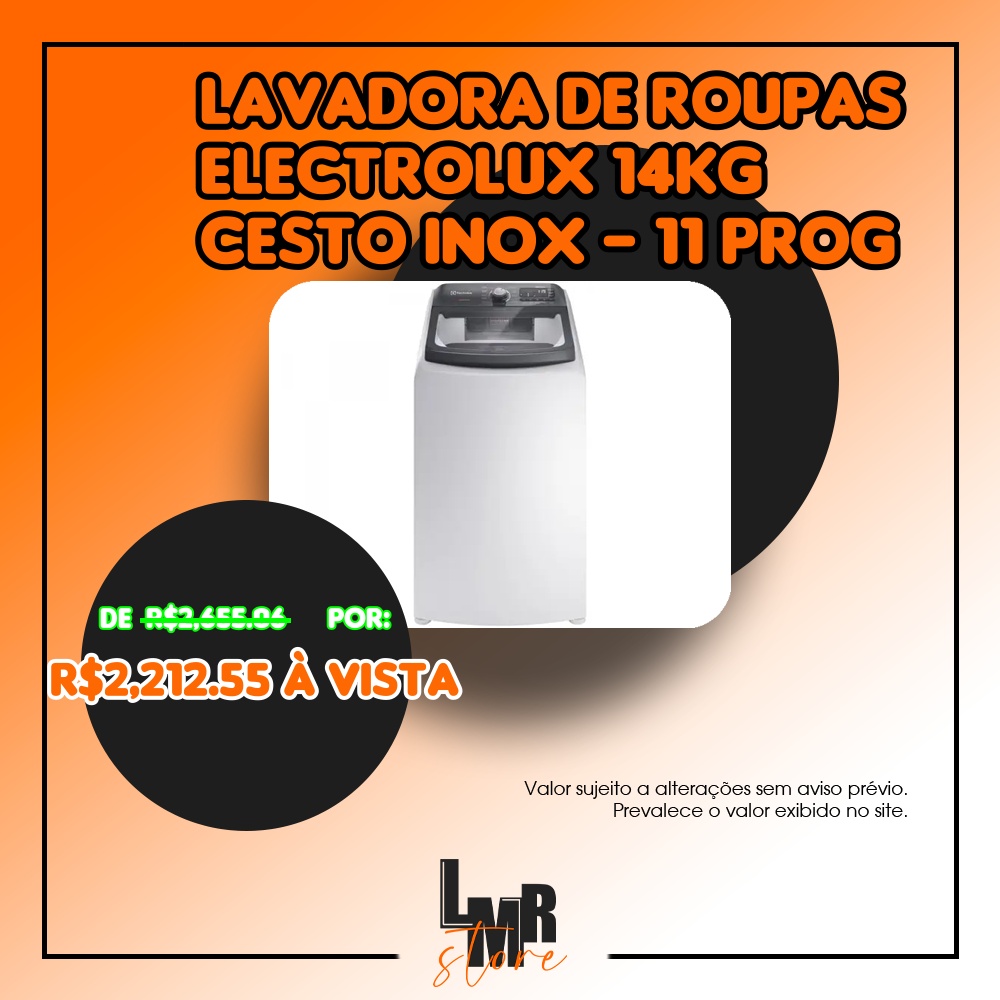 LAVADORA DE ROUPAS
ELECTROLUX 14KG
CESTO INOX - 11 PROG
DE R$2,655.06 POR:
R$2,212.55 À VISTA
Valor sujeito a alterações sem aviso prévio.
Prevalece o valor exibido no site.
LMR
store